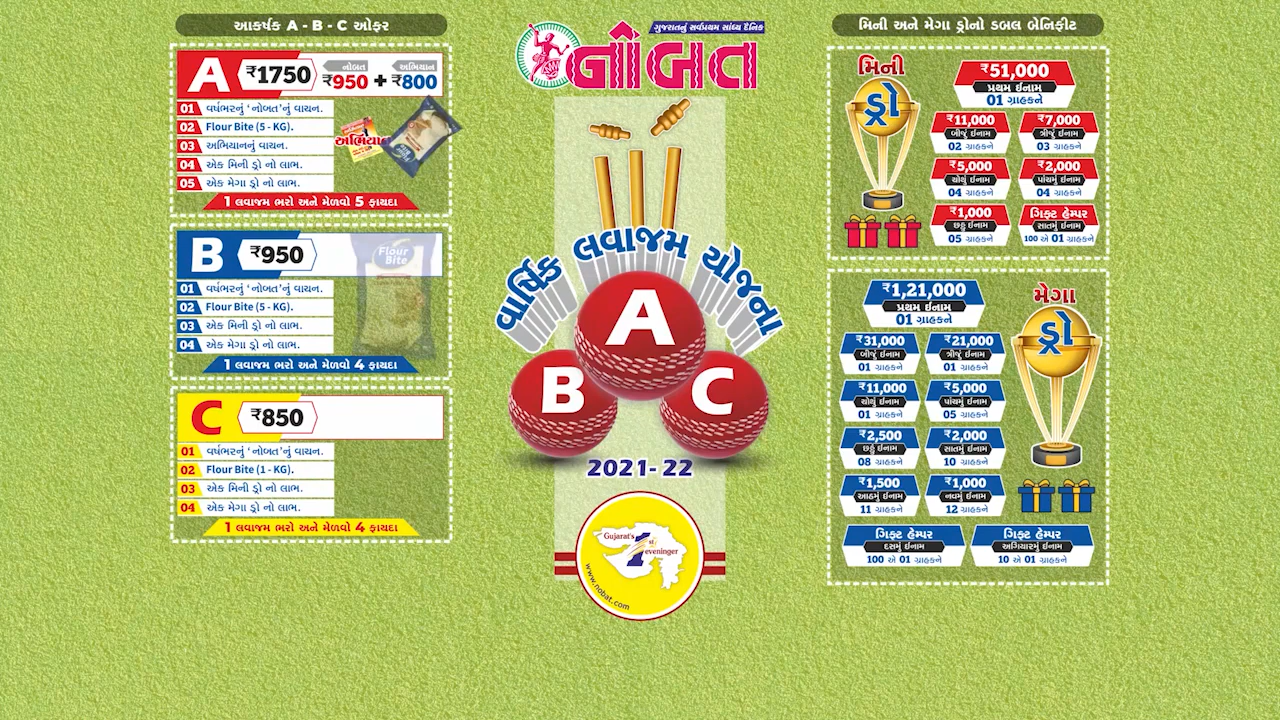 આકર્ષક A - B - C ઓફર
A ₹1750 નોબત ₹950 + અભિયાન ₹800
01 વર્ષભરનું 'નોબત'નું વાચન.
02 Flour Bite (5 - KG).
03 અભિયાનનું વાચન.
04 એક મિની ડ્રો નો લાભ.
05 એક મેગા ડ્રો નો લાભ.
અભિયાન
1 લવાજમ ભરો અને મેળવો 5 ફાયદા
B ₹950
Flour Bite
01 વર્ષભરનું 'નોબત'નું વાચન.
02 Flour Bite (5 - KG).
03 એક મિની ડ્રો નો લાભ.
04 એક મેગા ડ્રો નો લાભ.
1 લવાજમ ભરો અને મેળવો 4 ફાયદા
C ₹850
01 વર્ષભરનું 'નોબત'નું વાચન.
02 Flour Bite (1 - KG).
03 એક મિની ડ્રો નો લાભ.
04 એક મેગા ડ્રો નો લાભ.
1 લવાજમ ભરો અને મેળવો 4 ફાયદા
ગુજરાતનું સર્વપ્રથમ સાંધ્ય દૈનિક
નોબત
વાર્ષિક લવાજમ યોજના
A
B C
2021- 22
Gujarat's 1st eveninger
www.nobat.com
મિની અને મેગા ડ્રોનો ડબલ બેનિફીટ
મિની ડ્રો
₹51,000
પ્રથમ ઈનામ
01 ગ્રાહકને
₹11,000 ₹7,000
બીજું ઈનામ ત્રીજું ઈનામ
02 ગ્રાહકને 03 ગ્રાહકને
₹5,000 ₹2,000
ચોથું ઈનામ પાંચમું ઈનામ
04 ગ્રાહકને 04 ગ્રાહકને
₹1,000 ગિફ્ટ હેમ્પર
છઠ્ઠું ઈનામ સાતમું ઈનામ
05 ગ્રાહકને 100 એ 01 ગ્રાહકને
મેગા ડ્રો
₹1,21,000
પ્રથમ ઈનામ
01 ગ્રાહકને
₹31,000 ₹21,000
બીજું ઈનામ ત્રીજું ઈનામ
01 ગ્રાહકને 01 ગ્રાહકને
₹11,000 ₹5,000
ચોથું ઈનામ પાંચમું ઈનામ
01 ગ્રાહકને 05 ગ્રાહકને
₹2,500 ₹2,000
છઠ્ઠું ઈનામ સાતમું ઈનામ
08 ગ્રાહકને 10 ગ્રાહકને
₹1,500 ₹1,000
આઠમું ઈનામ નવમું ઈનામ
11 ગ્રાહકને 12 ગ્રાહકને
ગિફ્ટ હેમ્પર ગિફ્ટ હેમ્પર
દસમું ઈનામ અગિયારમું ઈનામ
100 એ 01 ગ્રાહકને 10 એ 01 ગ્રાહકને